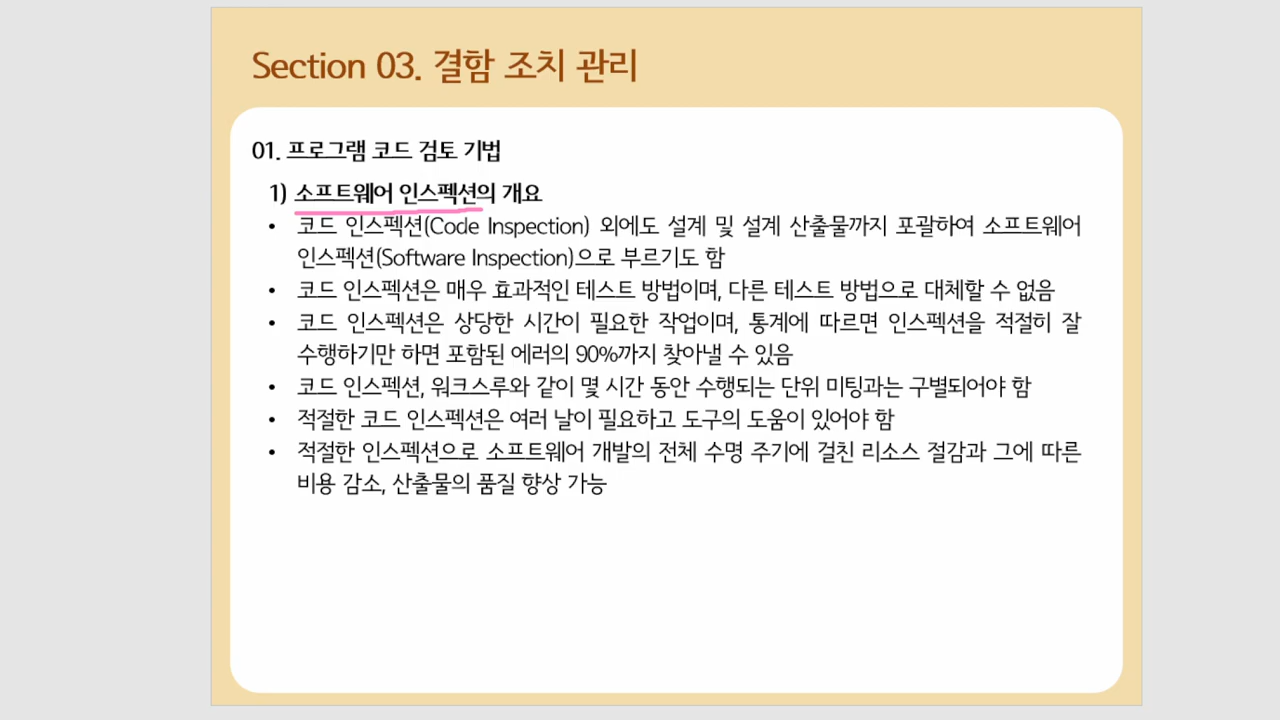 Section 03. 결함 조치 관리
01. 프로그램 코드 검토 기법
1) 소프트웨어 인스펙션의 개요
• 코드 인스펙션(Code Inspection) 외에도 설계 및 설계 산출물까지 포괄하여 소프트웨어
인스펙션(Software Inspection)으로 부르기도 함
• 코드 인스펙션은 매우 효과적인 테스트 방법이며, 다른 테스트 방법으로 대체할 수 없음
• 코드 인스펙션은 상당한 시간이 필요한 작업이며, 통계에 따르면 인스펙션을 적절히 잘
수행하기만 하면 포함된 에러의 90%까지 찾아낼 수 있음
• 코드 인스펙션, 워크스루와 같이 몇 시간 동안 수행되는 단위 미팅과는 구별되어야 함
• 적절한 코드 인스펙션은 여러 날이 필요하고 도구의 도움이 있어야 함
• 적절한 인스펙션으로 소프트웨어 개발의 전체 수명 주기에 걸친 리소스 절감과 그에 따른
비용 감소, 산출물의 품질 향상 가능